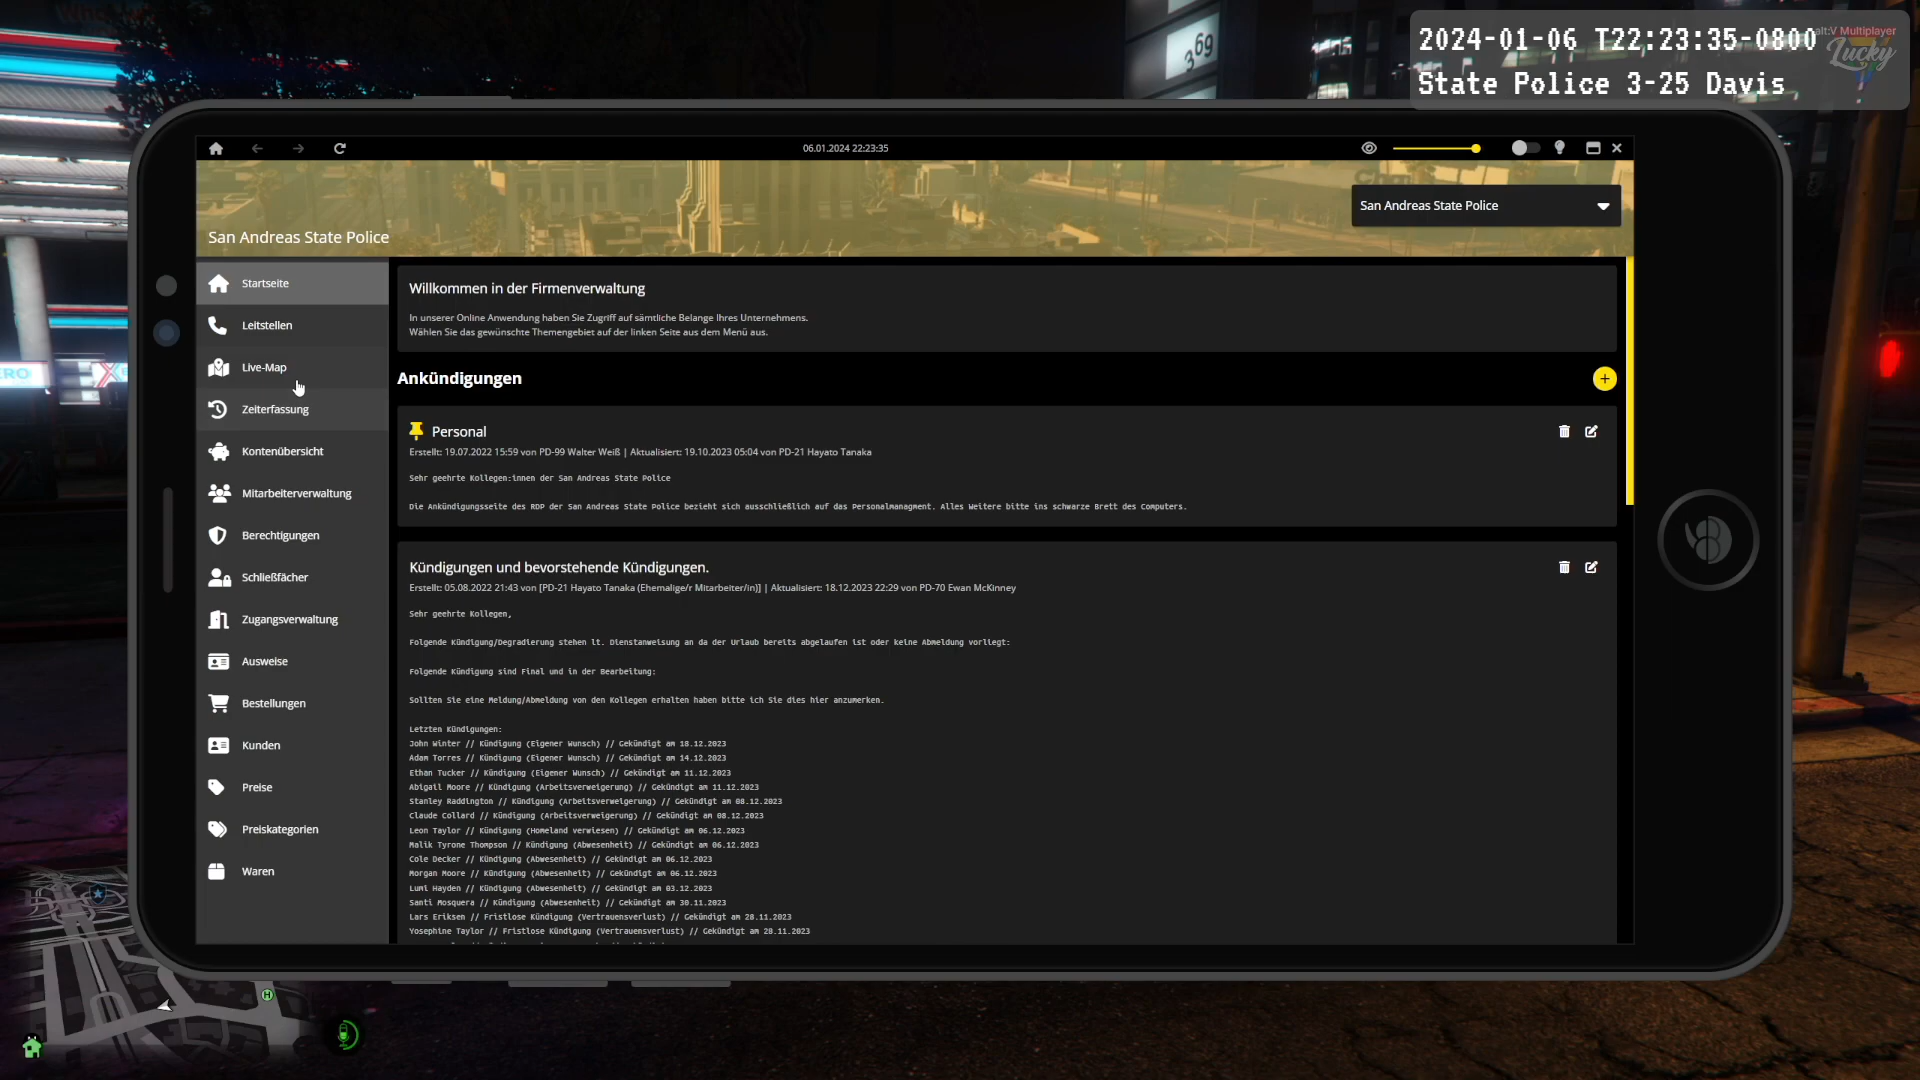 2024-01-06 T22:23:35-0800
alt:V Multiplayer
Lucky
State Police 3-25 Davis
369
06.01.2024 22:23:35
San Andreas State Police
San Andreas State Police
Startseite
Leitstellen
Live-Map
Zeiterfassung
Kontenübersicht
Mitarbeiterverwaltung
Berechtigungen
Schließfächer
Zugangsverwaltung
Ausweise
Bestellungen
Kunden
Preise
Preiskategorien
Waren
Willkommen in der Firmenverwaltung
In unserer Online Anwendung haben Sie Zugriff auf sämtliche Belange Ihres Unternehmens.
Wählen Sie das gewünschte Themengebiet auf der linken Seite aus dem Menü aus.
Ankündigungen
Personal
Erstellt: 19.07.2022 15:59 von PD-99 Walter Weiß | Aktualisiert: 19.10.2023 05:04 von PD-21 Hayato Tanaka
Sehr geehrte Kollegen:innen der San Andreas State Police
Die Ankündigungsseite des RDP der San Andreas State Police bezieht sich ausschließlich auf das Personalmanagment. Alles Weitere bitte ins schwarze Brett des Computers.
Kündigungen und bevorstehende Kündigungen.
Erstellt: 05.08.2022 21:43 von [PD-21 Hayato Tanaka (Ehemalige/r Mitarbeiter/in)] | Aktualisiert: 18.12.2023 22:29 von PD-70 Ewan McKinney
Sehr geehrte Kollegen,
Folgende Kündigung/Degradierung stehen lt. Dienstanweisung an da der Urlaub bereits abgelaufen ist oder keine Abmeldung vorliegt:
Folgende Kündigung sind Final und in der Bearbeitung:
Sollten Sie eine Meldung/Abmeldung von den Kollegen erhalten haben bitte ich Sie dies hier anzumerken.
Letzten Kündigungen:
John Winter // Kündigung (Eigener Wunsch) // Gekündigt am 18.12.2023
Adam Torres // Kündigung (Eigener Wunsch) // Gekündigt am 14.12.2023
Ethan Tucker // Kündigung (Eigener Wunsch) // Gekündigt am 11.12.2023
Abigail Moore // Kündigung (Arbeitsverweigerung) // Gekündigt am 11.12.2023
Stanley Raddington // Kündigung (Arbeitsverweigerung) // Gekündigt am 08.12.2023
Claude Collard // Kündigung (Arbeitsverweigerung) // Gekündigt am 08.12.2023
Leon Taylor // Kündigung (Homeland verwiesen) // Gekündigt am 06.12.2023
Malik Tyrone Thompson // Kündigung (Abwesenheit) // Gekündigt am 06.12.2023
Cole Decker // Kündigung (Abwesenheit) // Gekündigt am 06.12.2023
Morgan Moore // Kündigung (Abwesenheit) // Gekündigt am 06.12.2023
Lumi Hayden // Kündigung (Abwesenheit) // Gekündigt am 03.12.2023
Santi Mosquera // Kündigung (Abwesenheit) // Gekündigt am 30.11.2023
Lars Eriksen // Fristlose Kündigung (Vertrauensverlust) // Gekündigt am 28.11.2023
Yosephine Taylor // Fristlose Kündigung (Vertrauensverlust) // Gekündigt am 28.11.2023